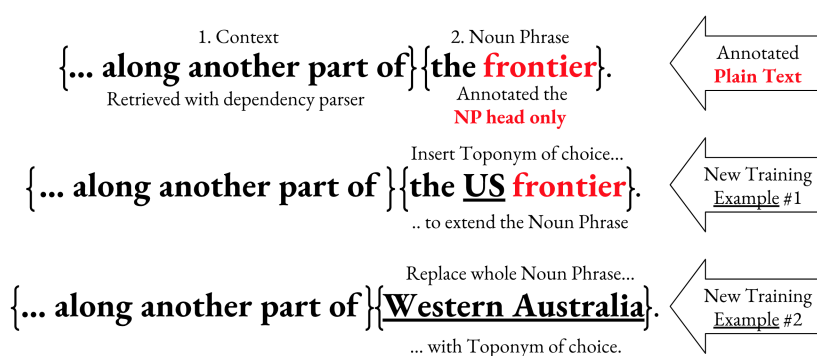 1. Context
2. Noun Phrase
{... along another part of}{the frontier}.
Retrieved with dependency parser
Annotated the
NP head only
Annotated
Plain Text
Insert Toponym of choice...
{... along another part of }{the US frontier}.
.. to extend the Noun Phrase
New Training
Example #1
Replace whole Noun Phrase...
{... along another part of }{Western Australia}.
... with Toponym of choice.
New Training
Example #2